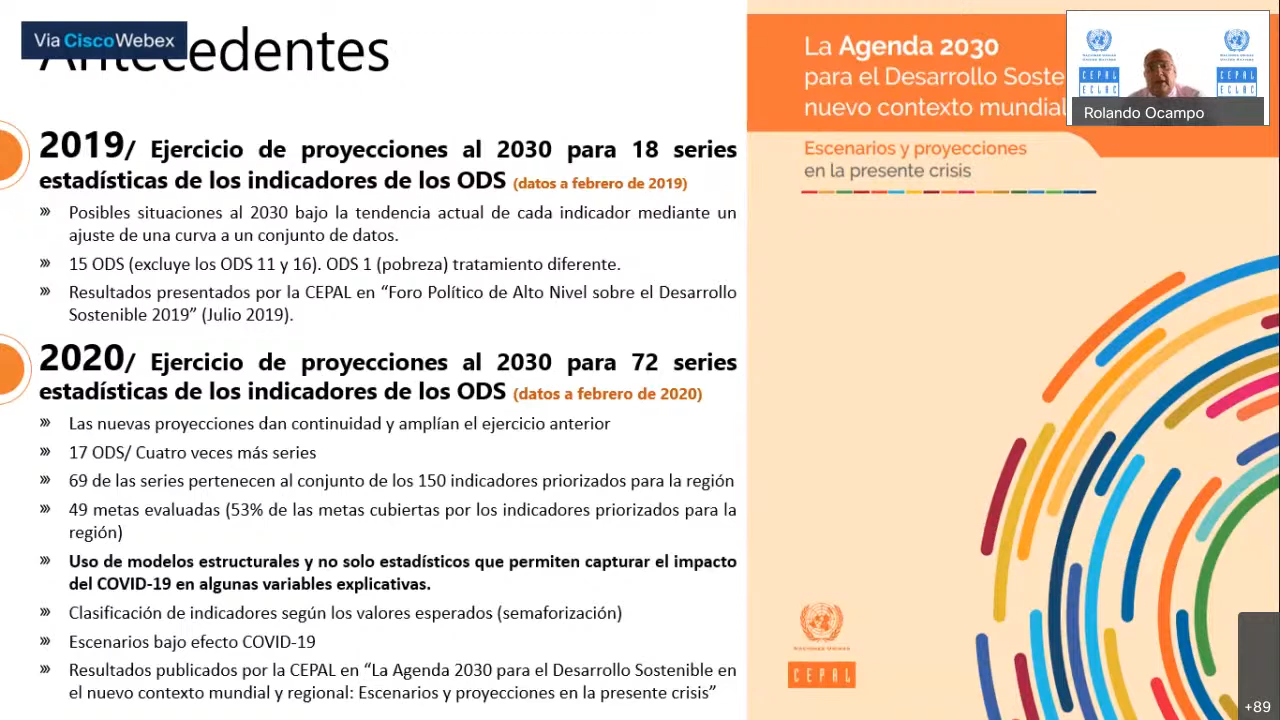 Via Cisco Webex
Antecedentes
2019/ Ejercicio de proyecciones al 2030 para 18 series
estadísticas de los indicadores de los ODS (datos a febrero de 2019)
» Posibles situaciones al 2030 bajo la tendencia actual de cada indicador mediante un
ajuste de una curva a un conjunto de datos.
» 15 ODS (excluye los ODS 11 y 16). ODS 1 (pobreza) tratamiento diferente.
» Resultados presentados por la CEPAL en “Foro Político de Alto Nivel sobre el Desarrollo
Sostenible 2019” (Julio 2019).
2020/ Ejercicio de proyecciones al 2030 para 72 series
estadísticas de los indicadores de los ODS (datos a febrero de 2020)
» Las nuevas proyecciones dan continuidad y amplían el ejercicio anterior
» 17 ODS/ Cuatro veces más series
» 69 de las series pertenecen al conjunto de los 150 indicadores priorizados para la región
» 49 metas evaluadas (53% de las metas cubiertas por los indicadores priorizados para la
región)
» Uso de modelos estructurales y no solo estadísticos que permiten capturar el impacto
del COVID-19 en algunas variables explicativas.
» Clasificación de indicadores según los valores esperados (semaforización)
» Escenarios bajo efecto COVID-19
» Resultados publicados por la CEPAL en “La Agenda 2030 para el Desarrollo Sostenible en
el nuevo contexto mundial y regional: Escenarios y proyecciones en la presente crisis”
La Agenda 2030
para el Desarrollo Soste
nuevo contexto mundial
Escenarios y proyecciones
en la presente crisis
NACIONES UNIDAS
CEPAL
CEPAL
ECLAC
CEPAL
ECLAC
Rolando Ocampo
+89